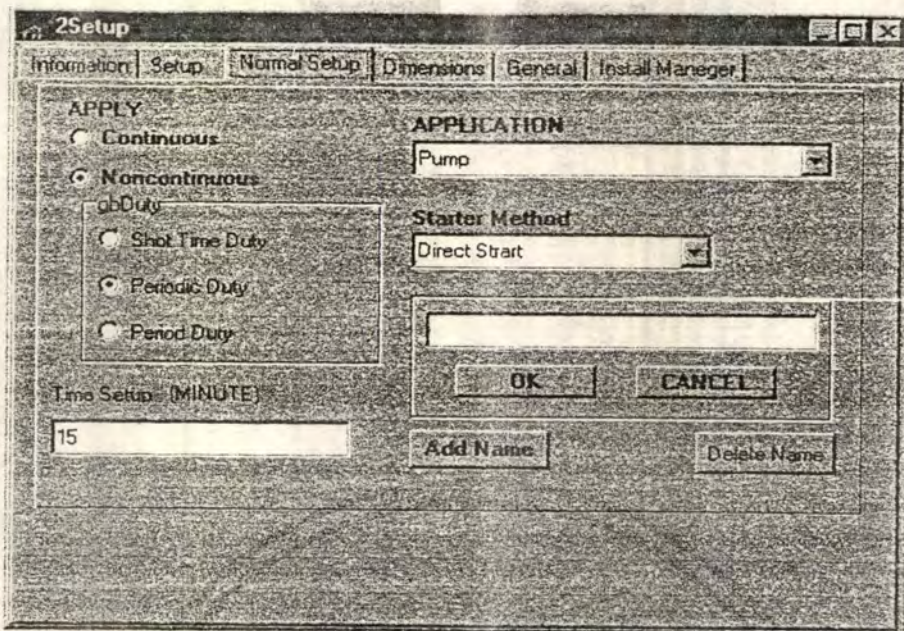 2Setup
Information Setup Normal Setup Dimensions General Install Maneger
APPLY
Continuous
Noncontinuous
gbDuty
Shot Time Duty
Periodic Duty
Period Duty
Time Setup (MINUTE)
15
APPLICATION
Pump
Starter Method
Direct Strart
OK CANCEL
Add Name Delele Name